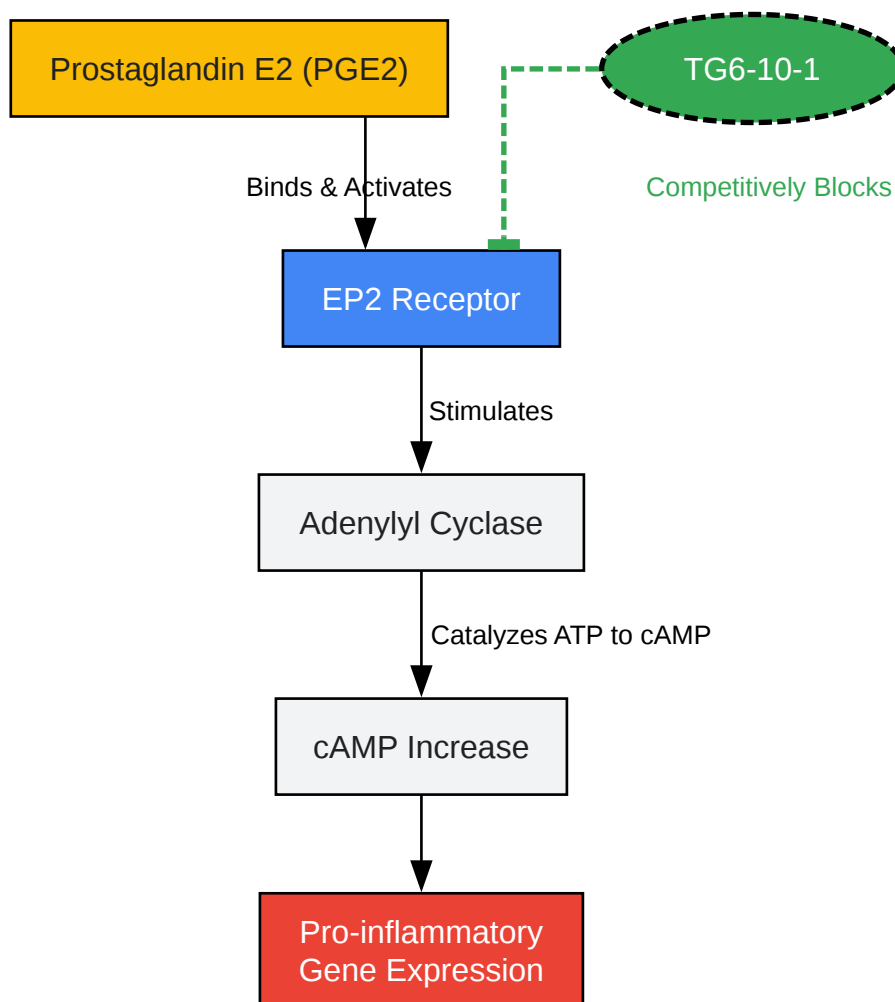 Prostaglandin E2 (PGE2)
TG6-10-1
Binds & Activates
Competitively Blocks
EP2 Receptor
Stimulates
Adenylyl Cyclase
Catalyzes ATP to cAMP
cAMP Increase
Pro-inflammatory
Gene Expression